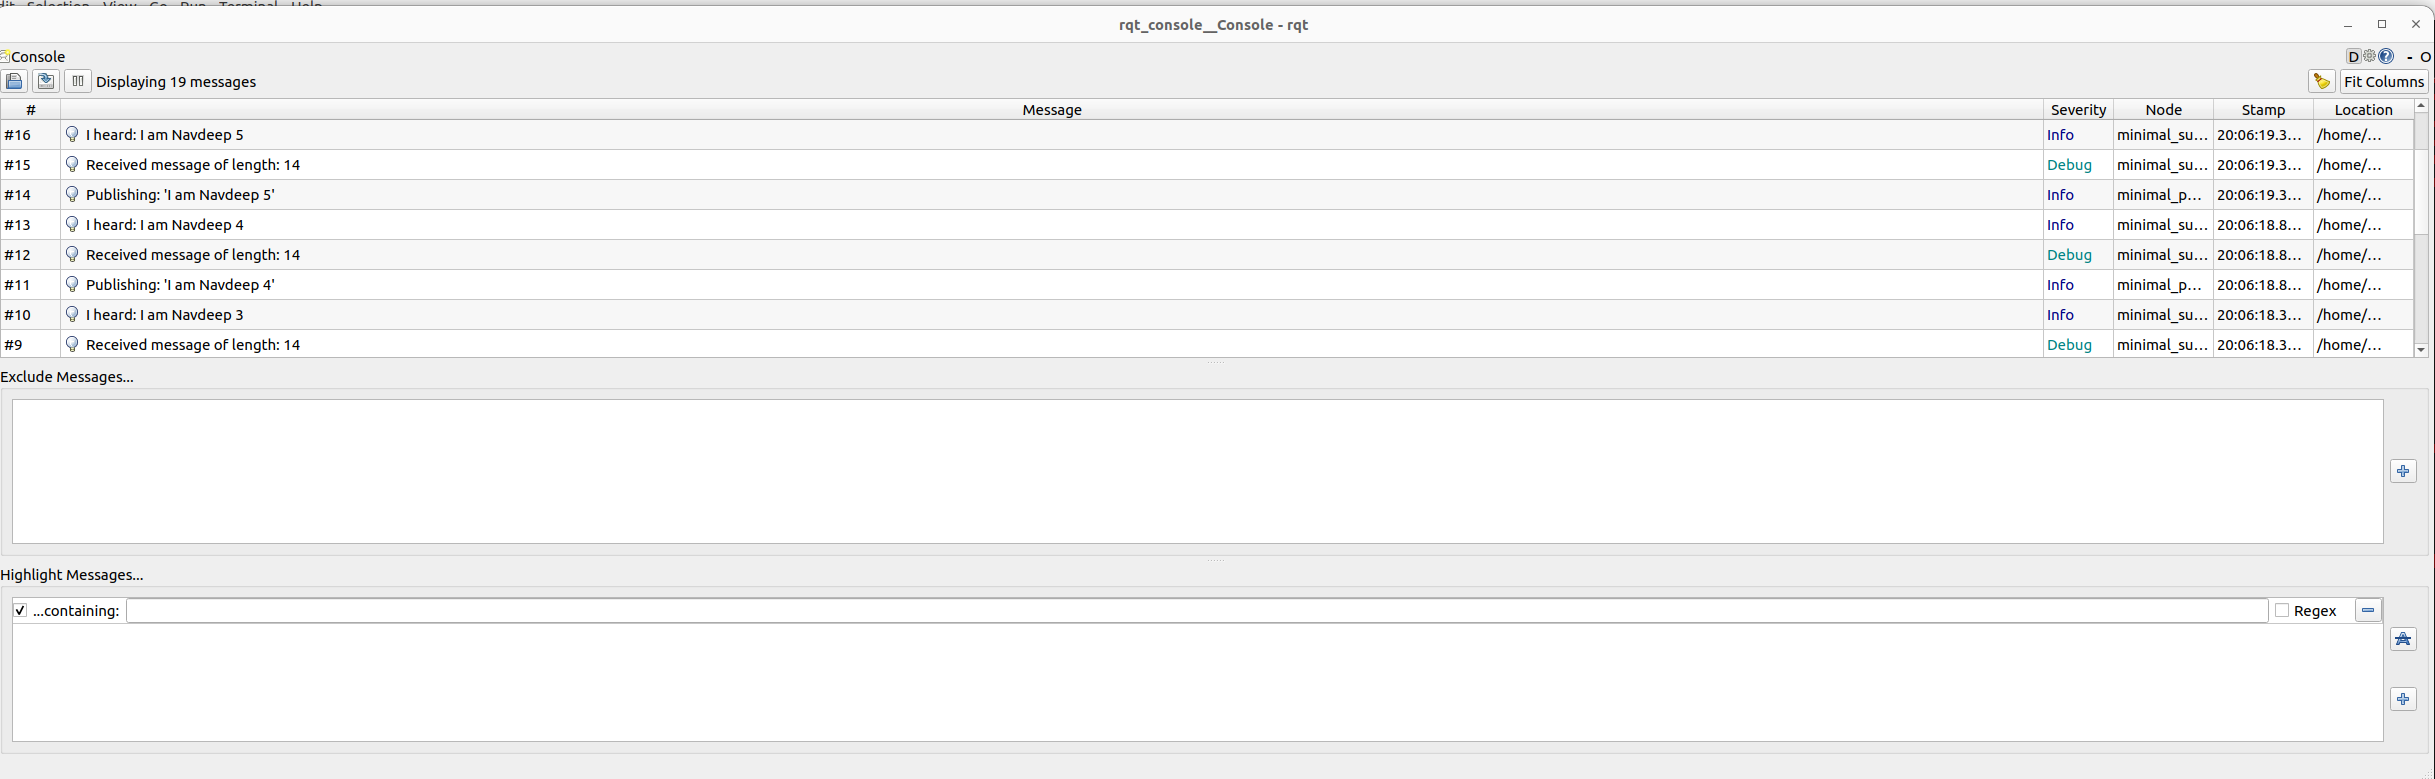 rqt_console__Console - rqt
Console
D
- O
Displaying 19 messages
Fit Columns
# Message Severity Node Stamp Location
#16 I heard: I am Navdeep 5 Info minimal_su... 20:06:19.3... /home/...
#15 Received message of length: 14 Debug minimal_su... 20:06:19.3... /home/...
#14 Publishing: 'I am Navdeep 5' Info minimal_p... 20:06:19.3... /home/...
#13 I heard: I am Navdeep 4 Info minimal_su... 20:06:18.8... /home/...
#12 Received message of length: 14 Debug minimal_su... 20:06:18.8... /home/...
#11 Publishing: 'I am Navdeep 4' Info minimal_p... 20:06:18.8... /home/...
#10 I heard: I am Navdeep 3 Info minimal_su... 20:06:18.3... /home/...
#9 Received message of length: 14 Debug minimal_su... 20:06:18.3... /home/...
Exclude Messages...
Highlight Messages...
...containing:
Regex